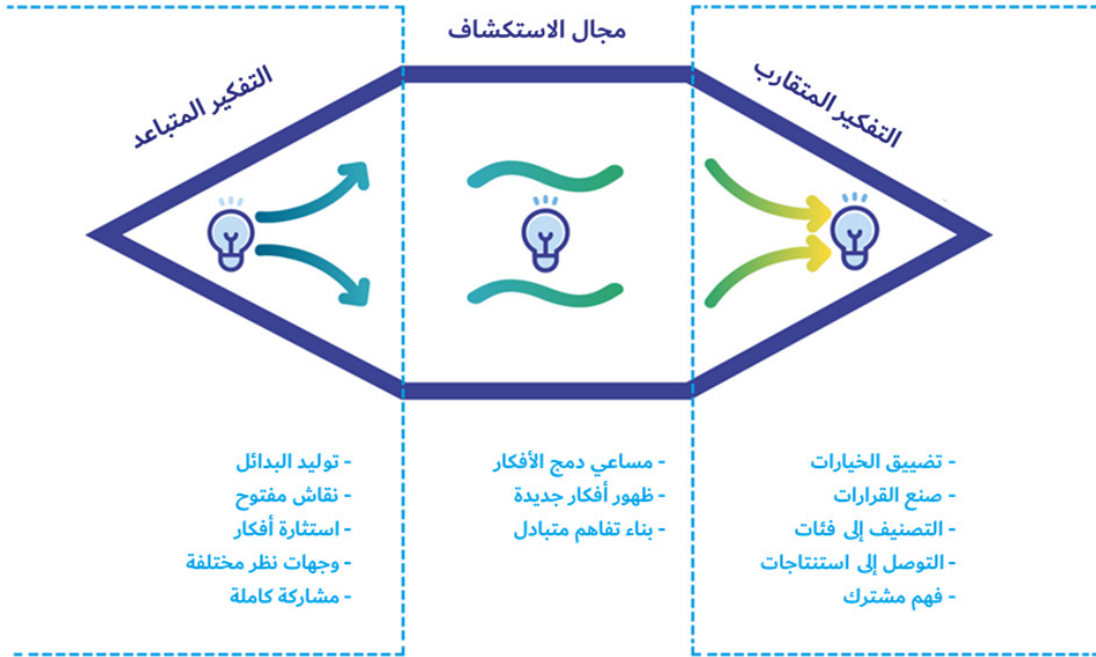 مجال الاستكشاف
التفكير المتباعد
التفكير المتقارب
- توليد البدائل
- نقاش مفتوح
- استثارة أفكار
- وجهات نظر مختلفة
- مشاركة كاملة
- مساعي دمج الأفكار
- ظهور أفكار جديدة
- بناء تفاهم متبادل
- تضييق الخيارات
- صنع القرارات
- التصنيف إلى فئات
- التوصل إلى استنتاجات
- فهم مشترك